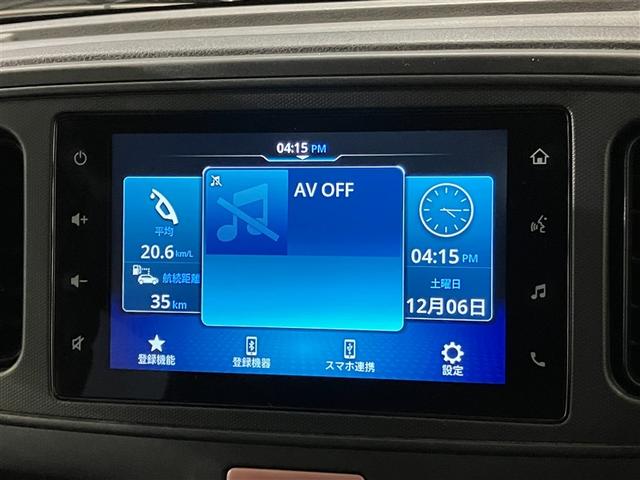 04:15 PM
AV OFF
平均
20.6 km/L
航続距離
35 km
04:15 PM
土曜日
12月06日
登録機能
登録機器
スマホ連携
設定